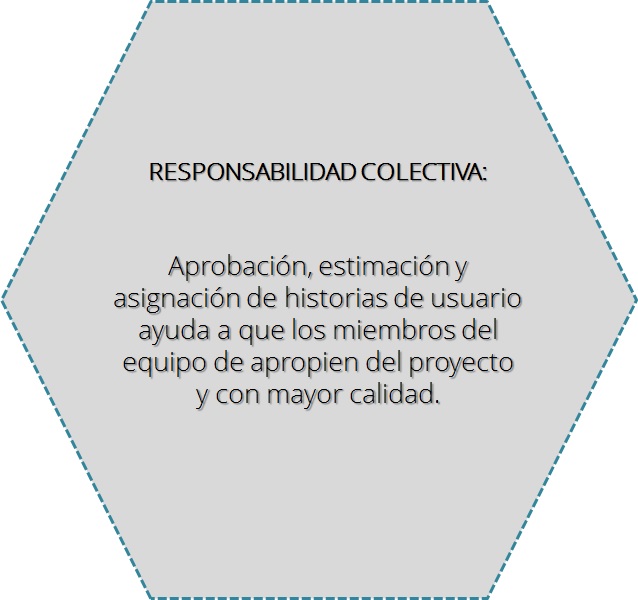 RESPONSABILIDAD COLECTIVA:
Aprobación, estimación y
asignación de historias de usuario
ayuda a que los miembros del
equipo de apropien del proyecto
y con mayor calidad.